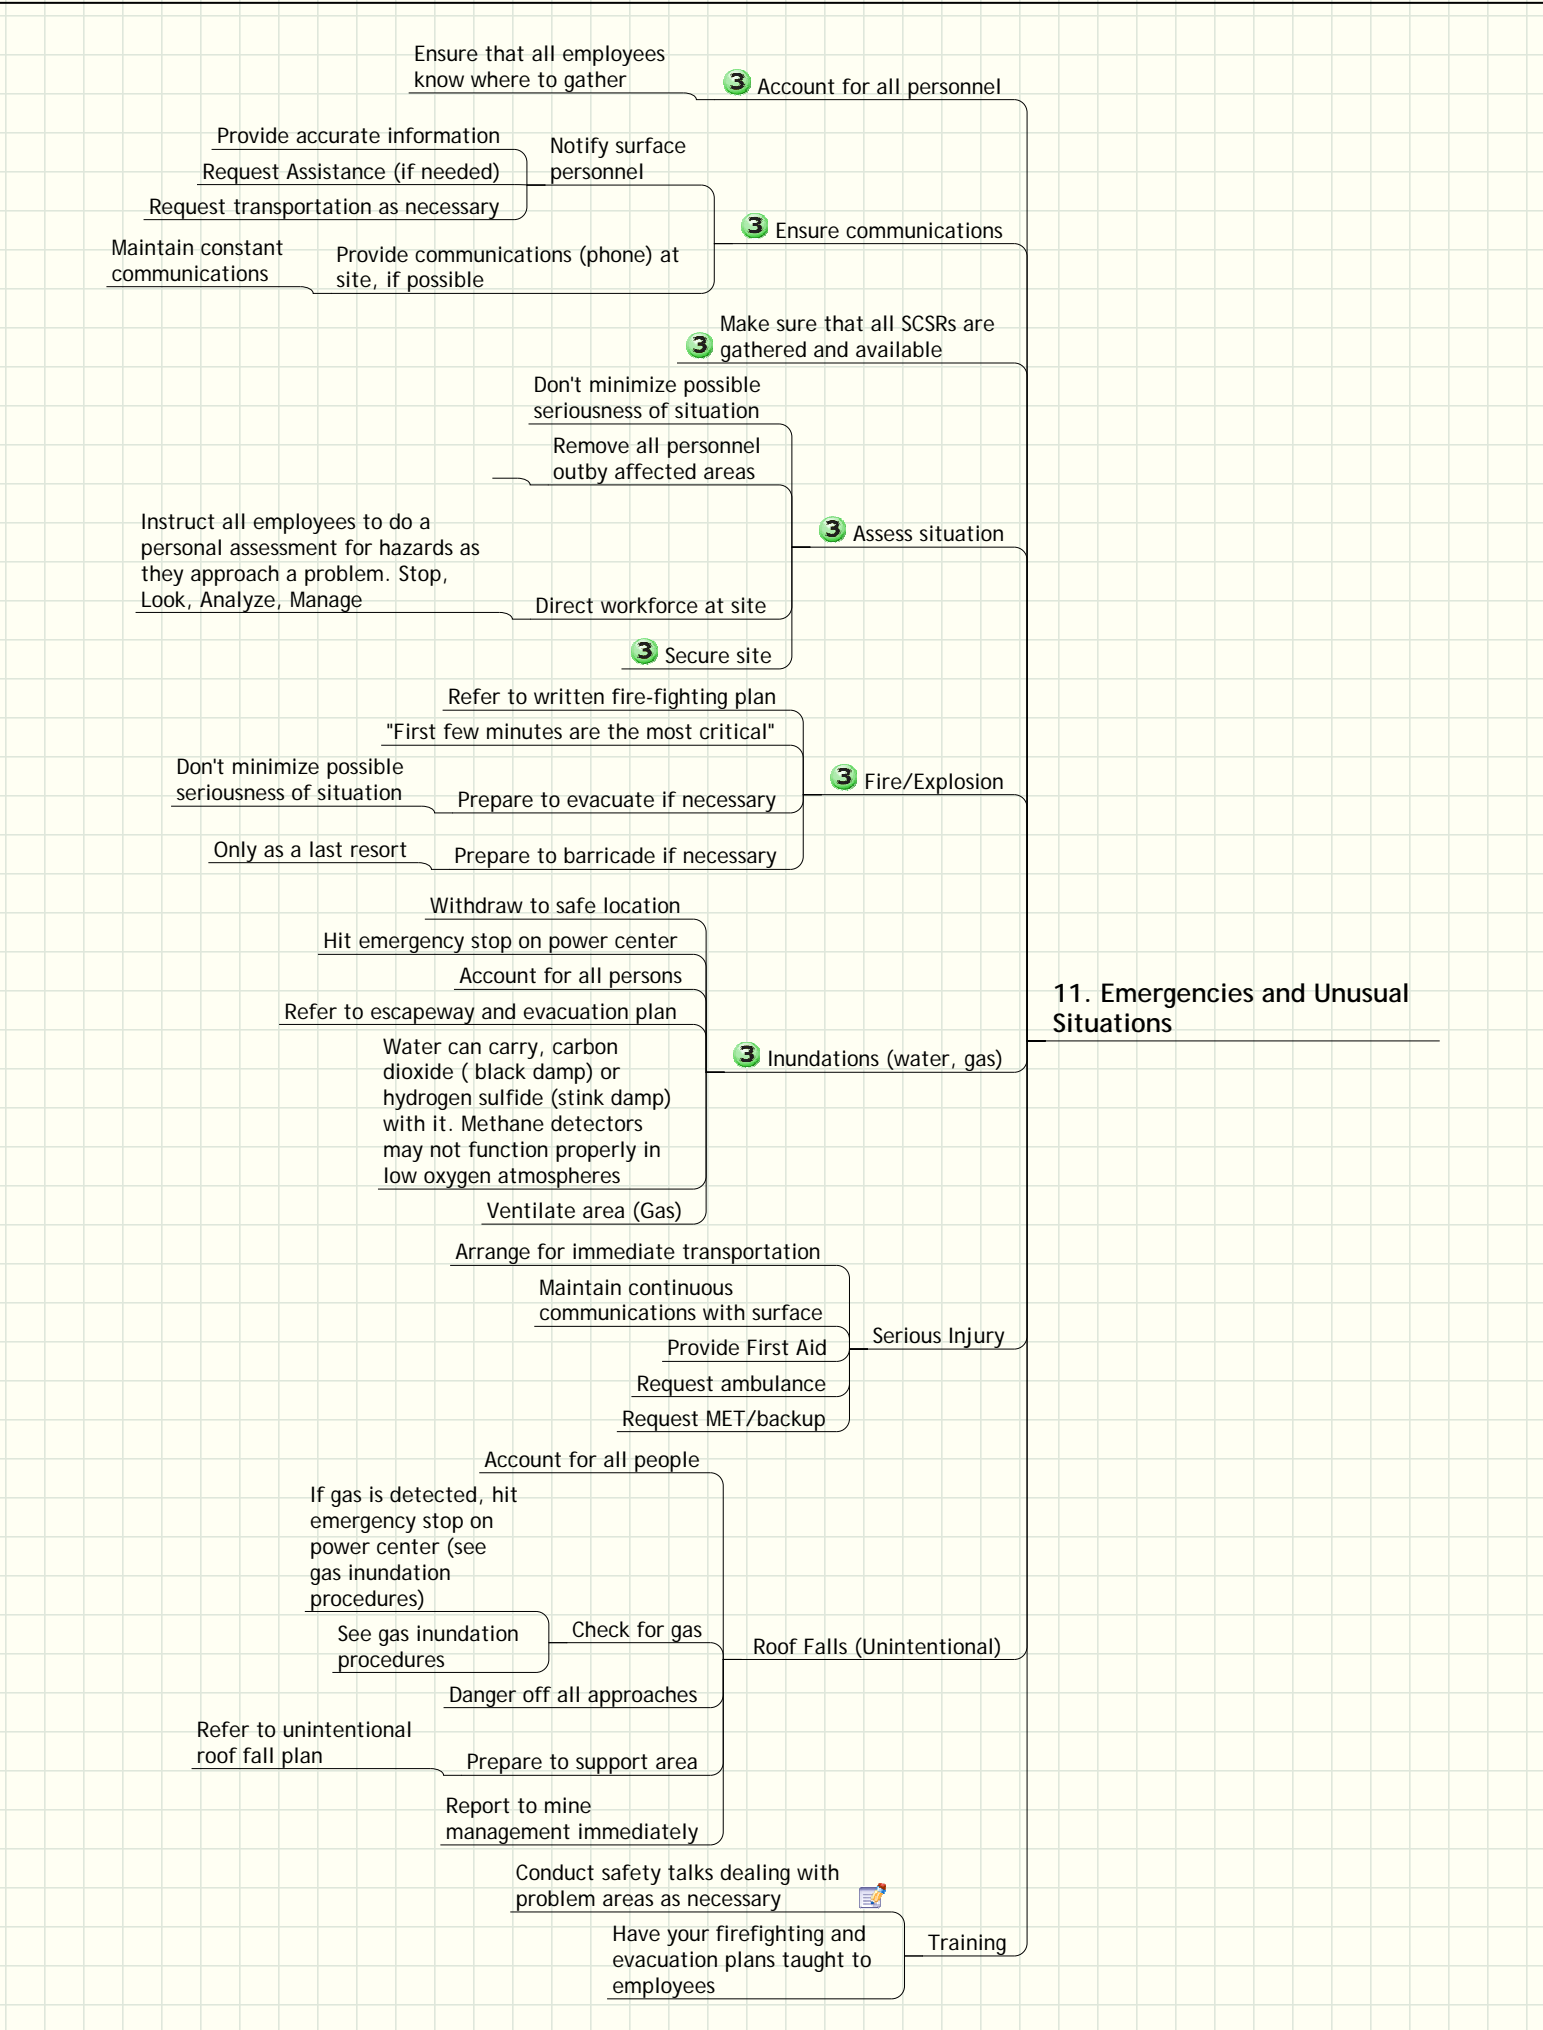 Ensure that all employees
know where to gather
3 Account for all personnel
Provide accurate information
Request Assistance (if needed)
Request transportation as necessary
Notify surface
personnel
Maintain constant
communications
Provide communications (phone) at
site, if possible
3 Ensure communications
Make sure that all SCSRs are
3 gathered and available
Don't minimize possible
seriousness of situation
Remove all personnel
outby affected areas
Instruct all employees to do a
personal assessment for hazards as
they approach a problem. Stop,
Look, Analyze, Manage
Direct workforce at site
3 Secure site
3 Assess situation
Refer to written fire-fighting plan
"First few minutes are the most critical"
Don't minimize possible
seriousness of situation
Prepare to evacuate if necessary
Only as a last resort
Prepare to barricade if necessary
3 Fire/Explosion
Withdraw to safe location
Hit emergency stop on power center
Account for all persons
Refer to escapeway and evacuation plan
Water can carry, carbon
dioxide ( black damp) or
hydrogen sulfide (stink damp)
with it. Methane detectors
may not function properly in
low oxygen atmospheres
Ventilate area (Gas)
3 Inundations (water, gas)
11. Emergencies and Unusual
Situations
Arrange for immediate transportation
Maintain continuous
communications with surface
Provide First Aid
Request ambulance
Request MET/backup
Serious Injury
Account for all people
If gas is detected, hit
emergency stop on
power center (see
gas inundation
procedures)
See gas inundation
procedures
Check for gas
Danger off all approaches
Refer to unintentional
roof fall plan
Prepare to support area
Report to mine
management immediately
Roof Falls (Unintentional)
Conduct safety talks dealing with
problem areas as necessary
Have your firefighting and
evacuation plans taught to
employees
Training